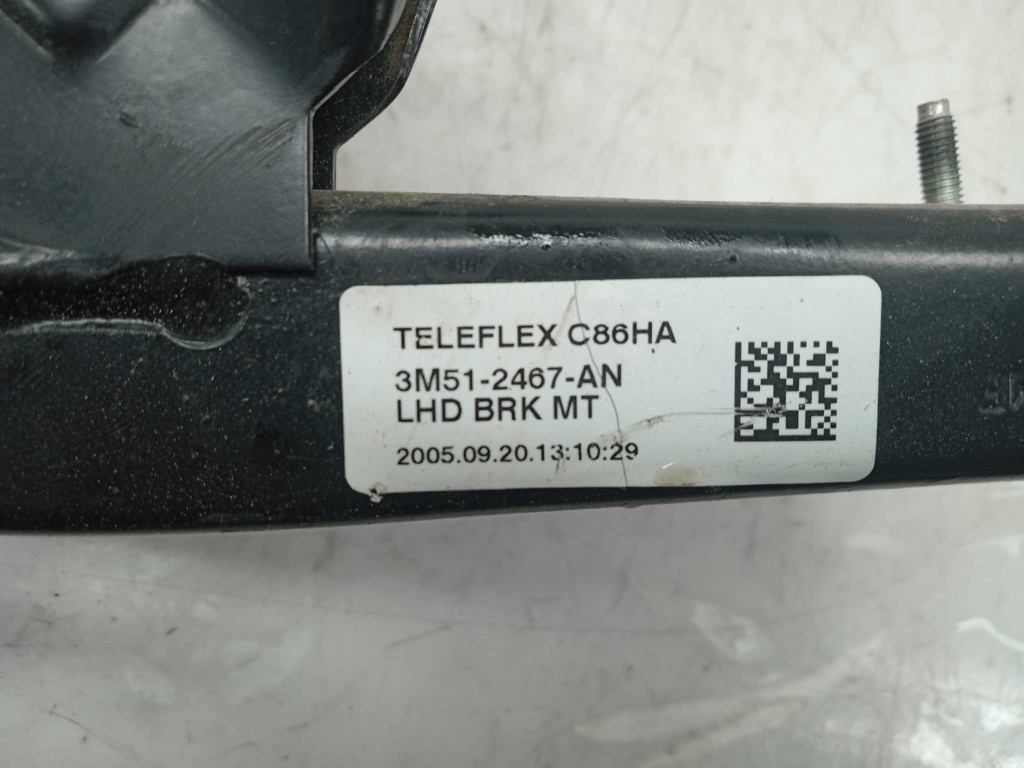 TELEFLEX C86HA
3M51-2467-AN
LHD BRK MT
2005.09.20.13:10:29